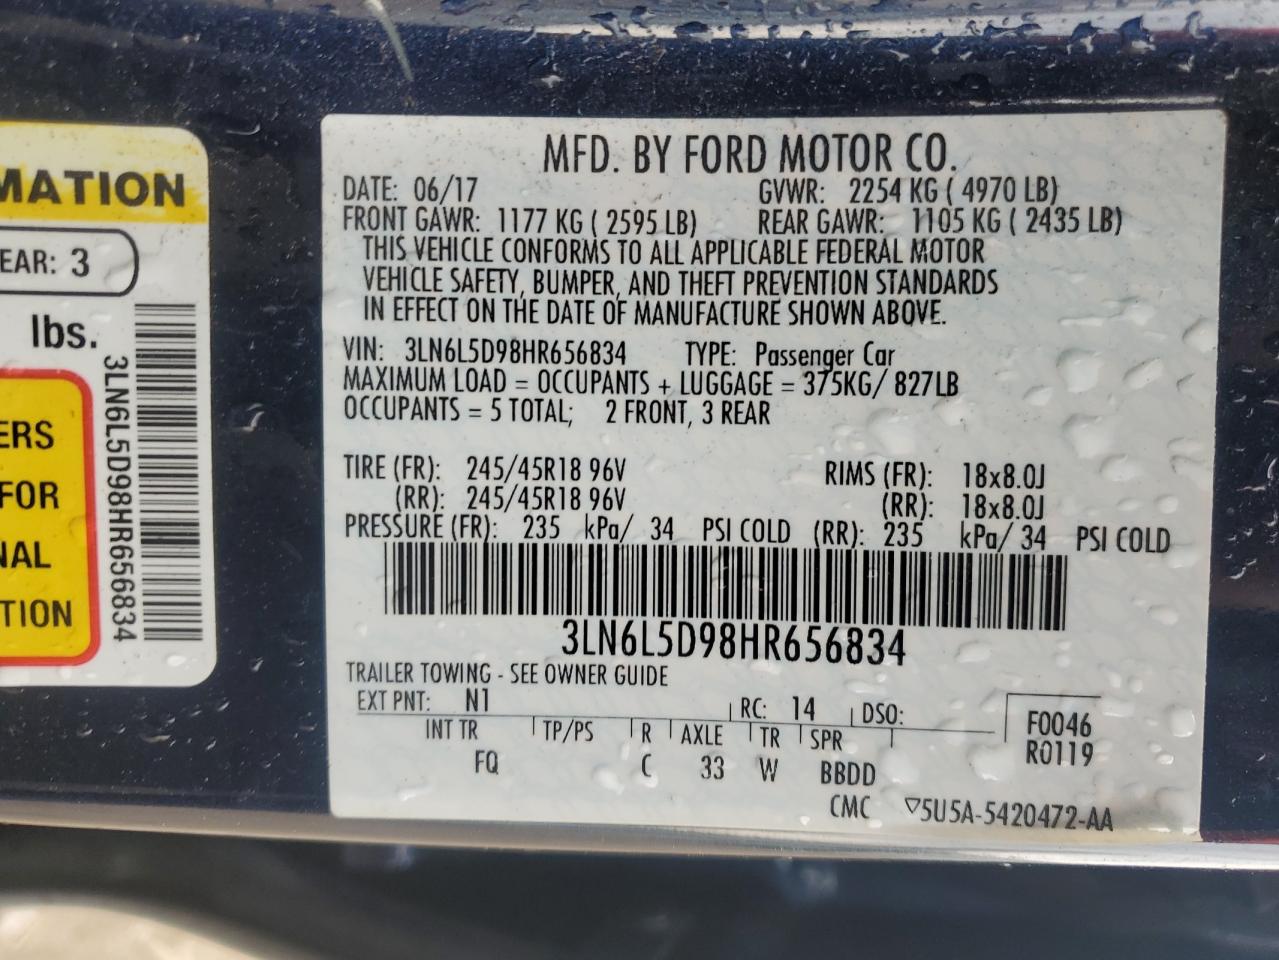 MATION
EAR: 3
lbs.
ERS
FOR
NAL
TION
3LN6L5D98HR656834
MFD. BY FORD MOTOR CO.
DATE: 06/17 GVWR: 2254 KG ( 4970 LB)
FRONT GAWR: 1177 KG ( 2595 LB) REAR GAWR: 1105 KG ( 2435 LB)
THIS VEHICLE CONFORMS TO ALL APPLICABLE FEDERAL MOTOR
VEHICLE SAFETY, BUMPER, AND THEFT PREVENTION STANDARDS
IN EFFECT ON THE DATE OF MANUFACTURE SHOWN ABOVE.
VIN: 3LN6L5D98HR656834 TYPE: Passenger Car
MAXIMUM LOAD = OCCUPANTS + LUGGAGE = 375KG/ 827LB
OCCUPANTS = 5 TOTAL; 2 FRONT, 3 REAR
TIRE (FR): 245/45R18 96V RIMS (FR): 18x8.0J
(RR): 245/45R18 96V (RR): 18x8.0J
PRESSURE (FR): 235 kPa/ 34 PSI COLD (RR): 235 kPa/ 34 PSI COLD
3LN6L5D98HR656834
TRAILER TOWING - SEE OWNER GUIDE
EXT PNT: N1 RC: 14 DSO:
INT TR TP/PS R AXLE TR SPR F0046
FQ C 33 W BBDD R0119
CMC ▽5U5A-5420472-AA